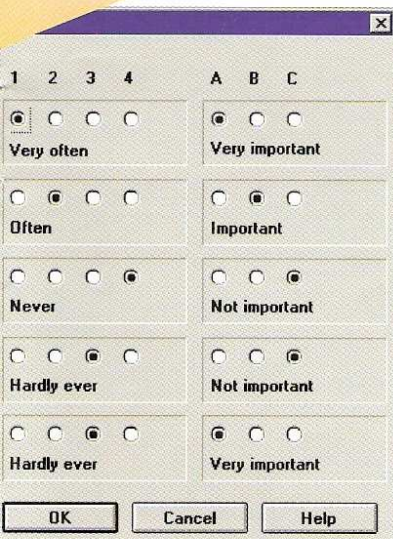 1 2 3 4 A B C
Very often Very important
Often Important
Never Not important
Hardly ever Not important
Hardly ever Very important
OK Cancel Help